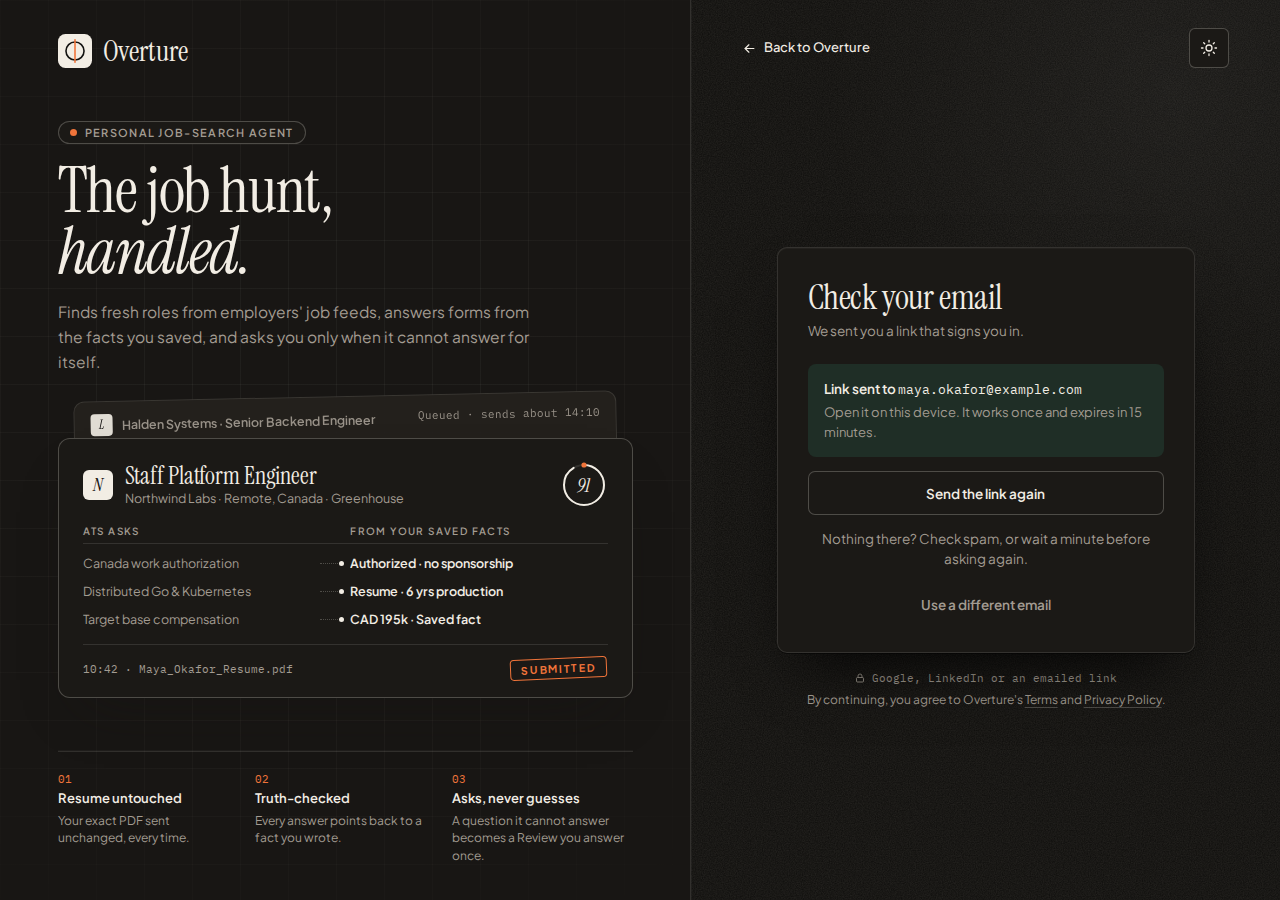 Overture
PERSONAL JOB-SEARCH AGENT
The job hunt,
handled.
Finds fresh roles from employers' job feeds, answers forms from
the facts you saved, and asks you only when it cannot answer for
itself.
L Halden Systems · Senior Backend Engineer Queued · sends about 14:10
N Staff Platform Engineer 91
Northwind Labs · Remote, Canada · Greenhouse
ATS ASKS FROM YOUR SAVED FACTS
Canada work authorization Authorized · no sponsorship
Distributed Go & Kubernetes Resume · 6 yrs production
Target base compensation CAD 195k · Saved fact
10:42 · Maya_Okafor_Resume.pdf SUBMITTED
01
Resume untouched
Your exact PDF sent
unchanged, every time.
02
Truth-checked
Every answer points back to a
fact you wrote.
03
Asks, never guesses
A question it cannot answer
becomes a Review you answer
once.
← Back to Overture
Check your email
We sent you a link that signs you in.
Link sent to maya.okafor@example.com
Open it on this device. It works once and expires in 15
minutes.
Send the link again
Nothing there? Check spam, or wait a minute before
asking again.
Use a different email
Google, LinkedIn or an emailed link
By continuing, you agree to Overture's Terms and Privacy Policy.